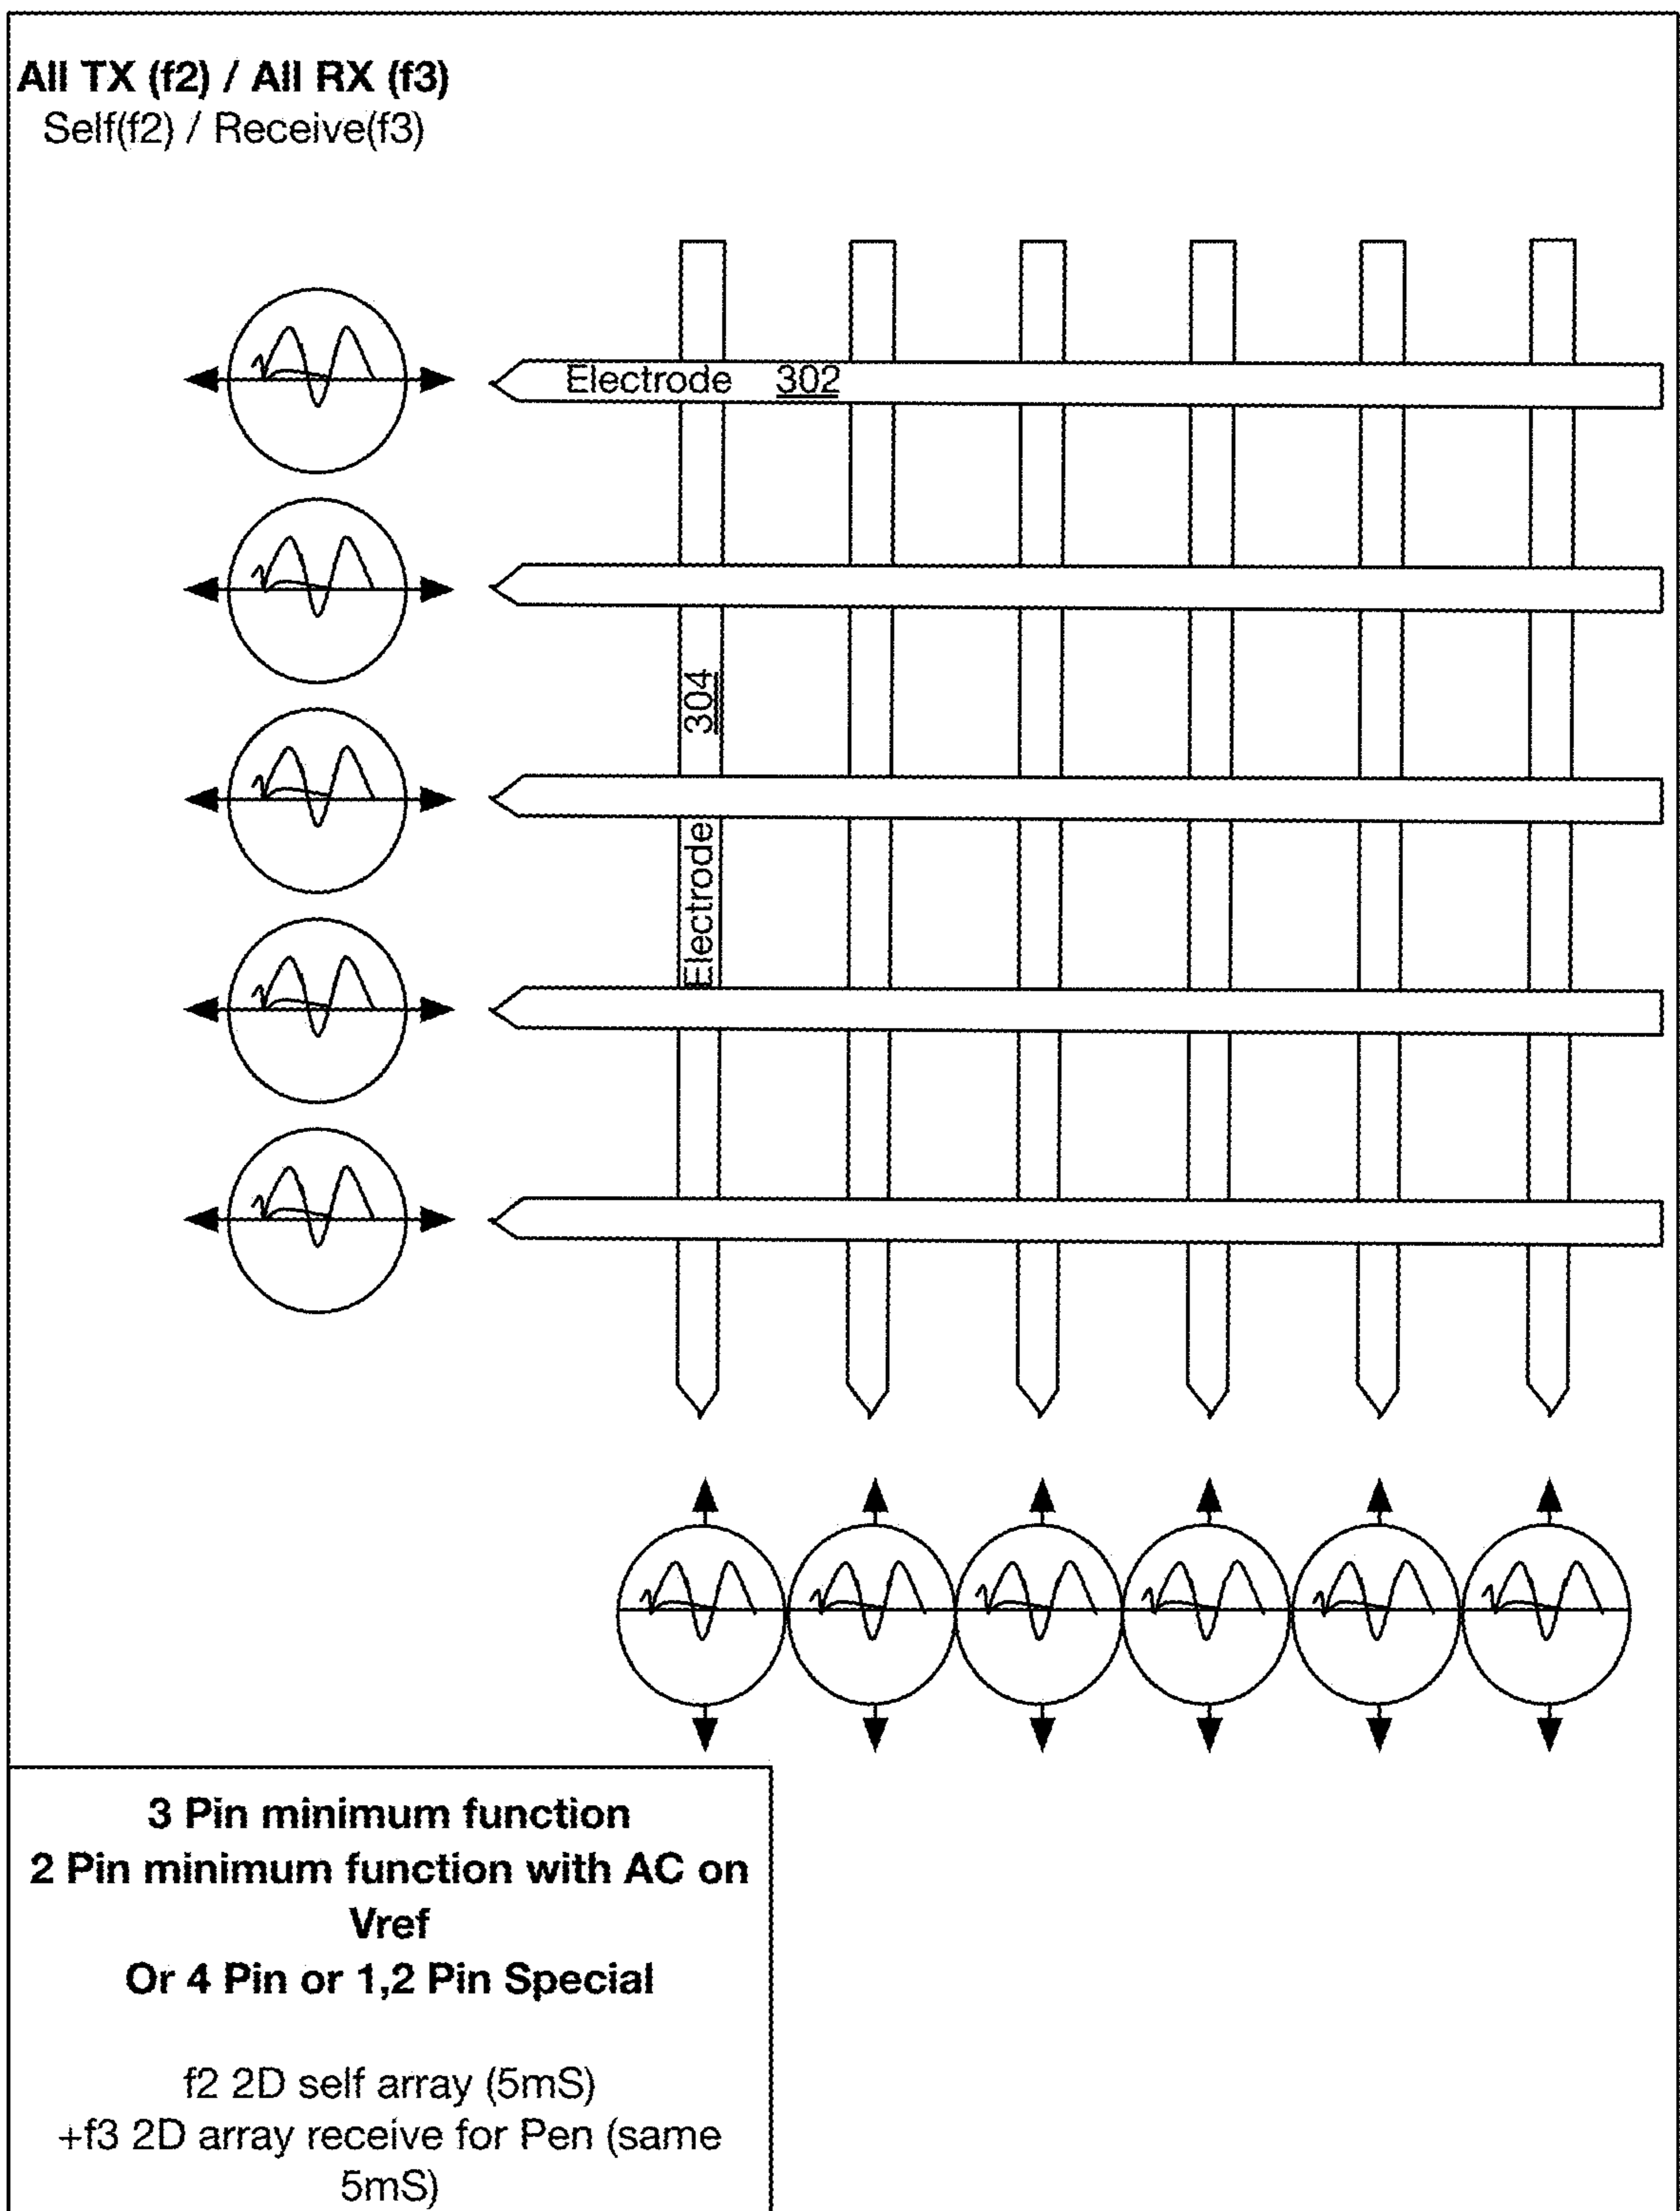 All TX (f2) / All RX (f3)
Self(f2) / Receive(f3)
Electrode 302
Electrode 304
3 Pin minimum function
2 Pin minimum function with AC on
Vref
Or 4 Pin or 1,2 Pin Special
f2 2D self array (5mS)
+f3 2D array receive for Pen (same
5mS)